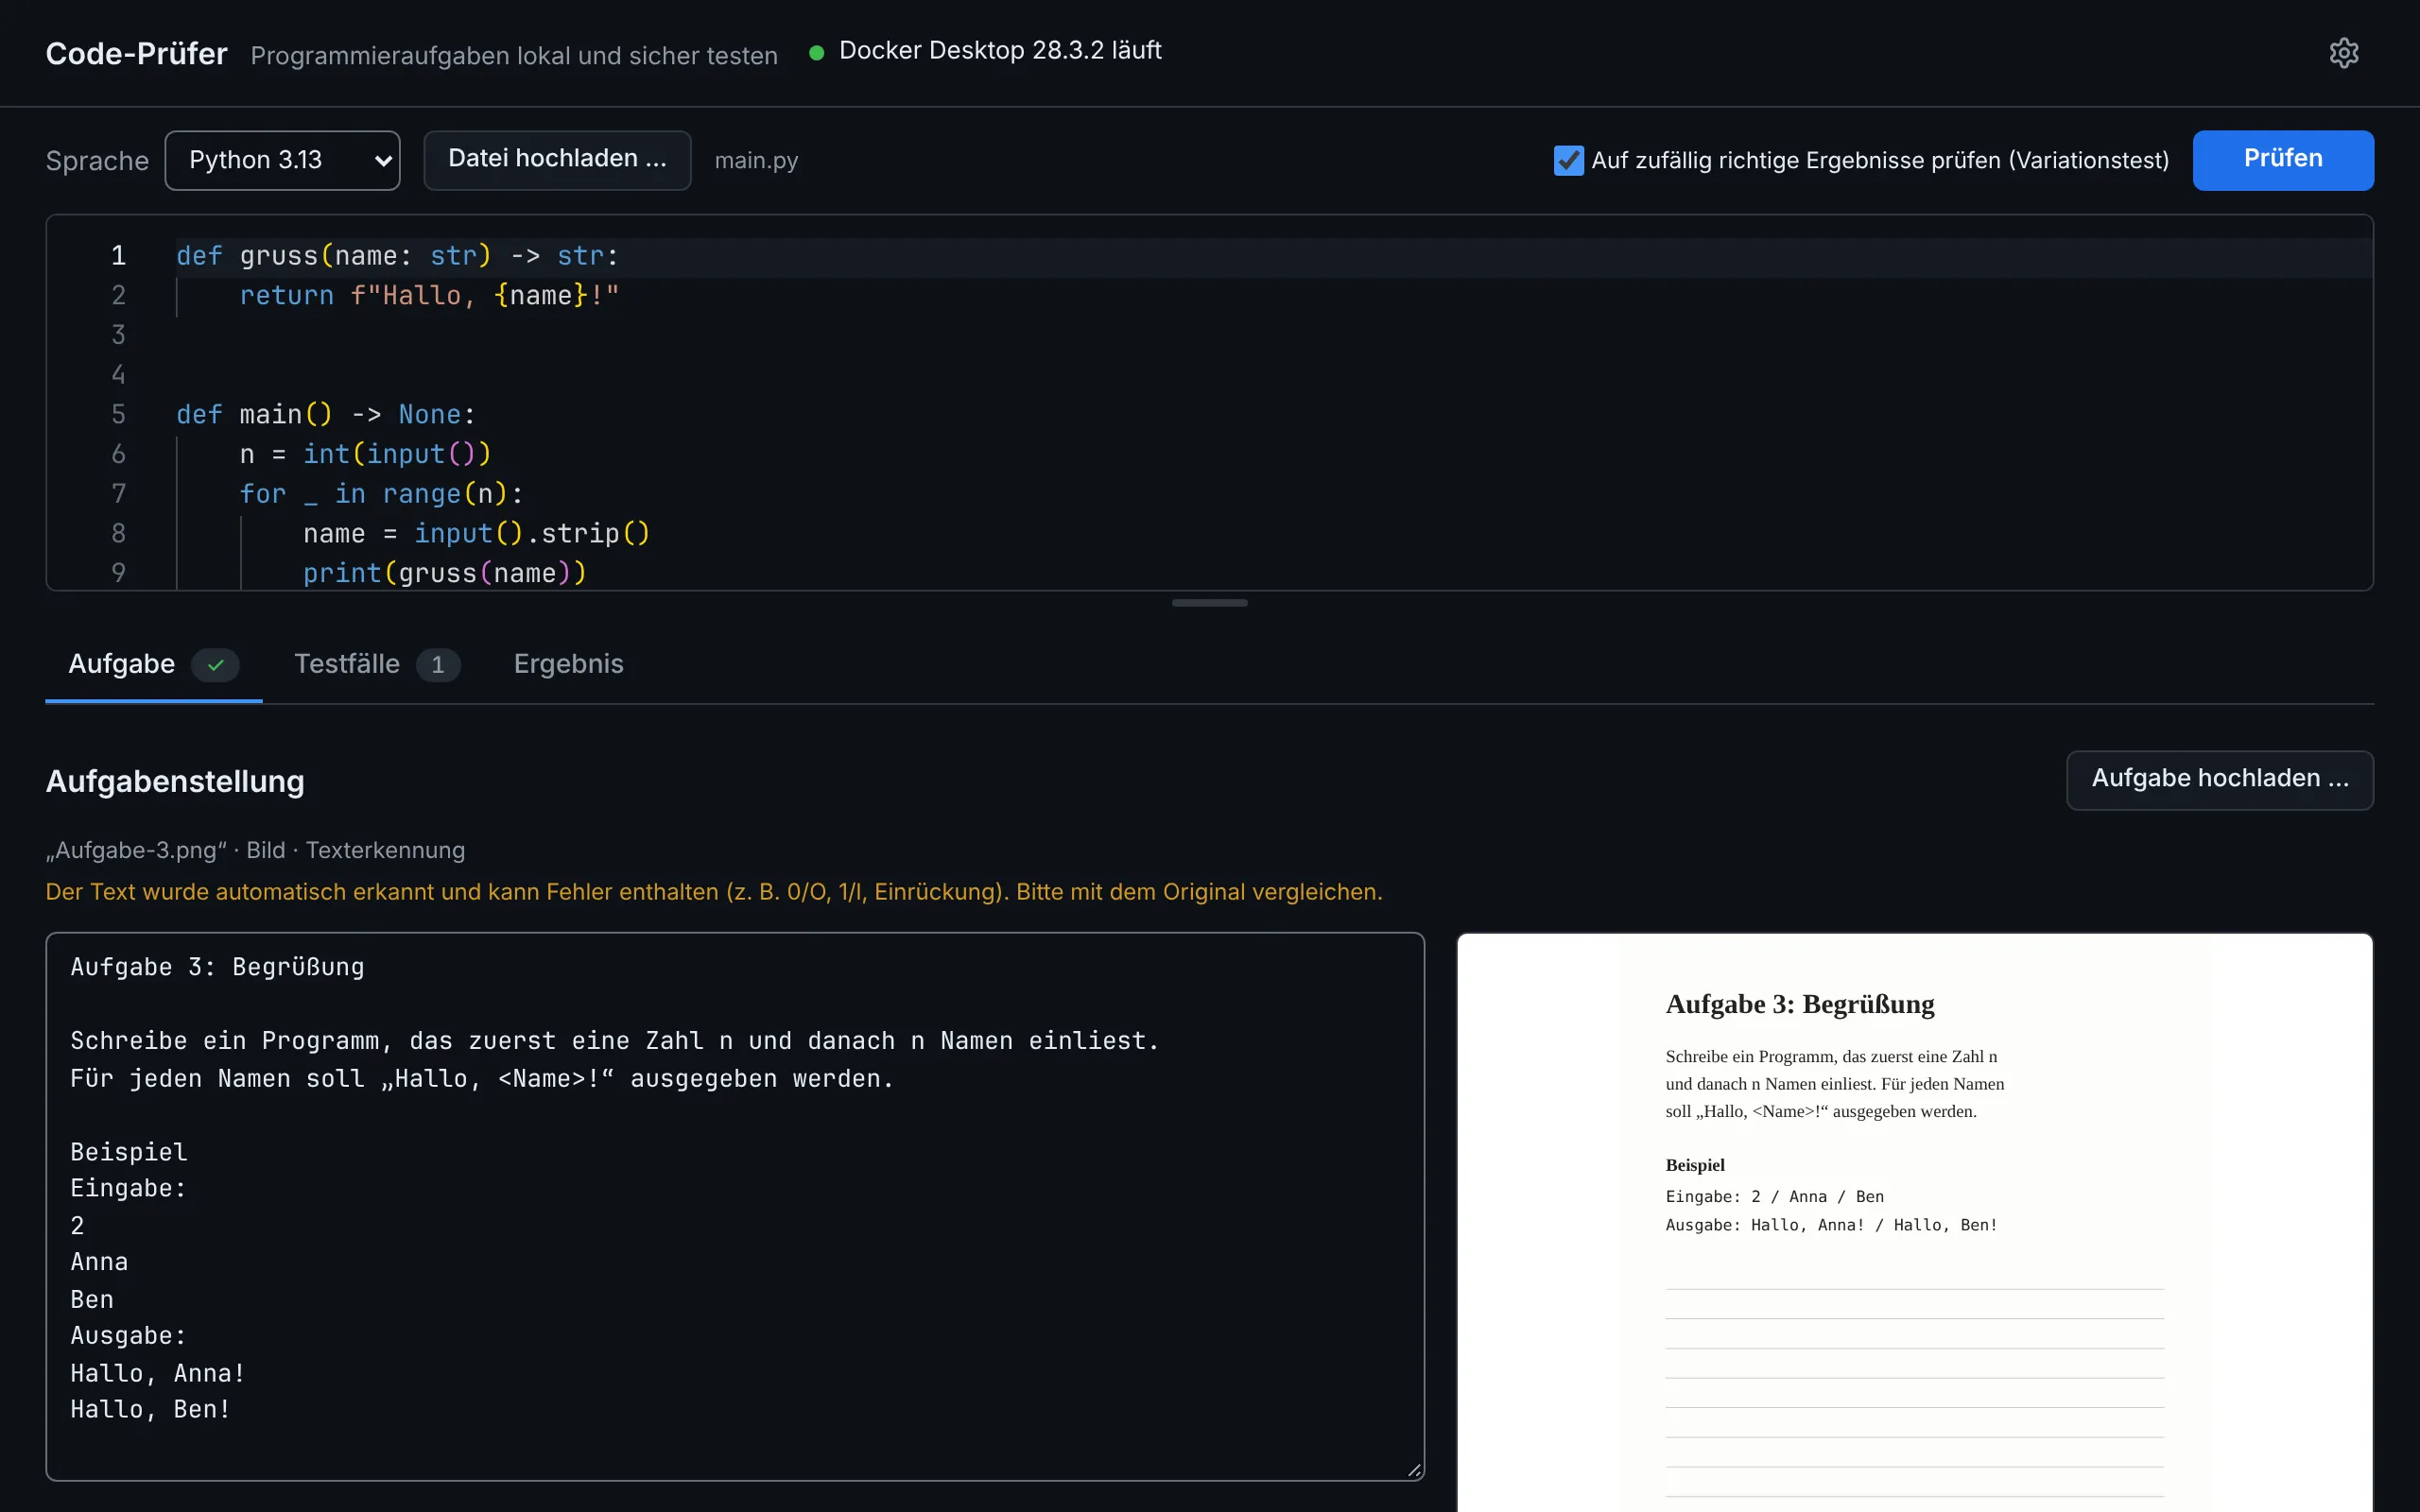 Code-Prüfer Programmieraufgaben lokal und sicher testen Docker Desktop 28.3.2 läuft
Sprache Python 3.13 Datei hochladen ... main.py Auf zufällig richtige Ergebnisse prüfen (Variationstest) Prüfen
1 def gruss(name: str) -> str:
2 return f"Hallo, {name}!"
3
4
5 def main() -> None:
6 n = int(input())
7 for _ in range(n):
8 name = input().strip()
9 print(gruss(name))
Aufgabe Testfälle 1 Ergebnis
Aufgabenstellung Aufgabe hochladen ...
„Aufgabe-3.png“ · Bild · Texterkennung
Der Text wurde automatisch erkannt und kann Fehler enthalten (z. B. 0/O, 1/l, Einrückung). Bitte mit dem Original vergleichen.
Aufgabe 3: Begrüßung
Schreibe ein Programm, das zuerst eine Zahl n und danach n Namen einliest.
Für jeden Namen soll „Hallo, <Name>!“ ausgegeben werden.
Beispiel
Eingabe:
2
Anna
Ben
Ausgabe:
Hallo, Anna!
Hallo, Ben!
Aufgabe 3: Begrüßung
Schreibe ein Programm, das zuerst eine Zahl n
und danach n Namen einliest. Für jeden Namen
soll „Hallo, <Name>!“ ausgegeben werden.
Beispiel
Eingabe: 2 / Anna / Ben
Ausgabe: Hallo, Anna! / Hallo, Ben!